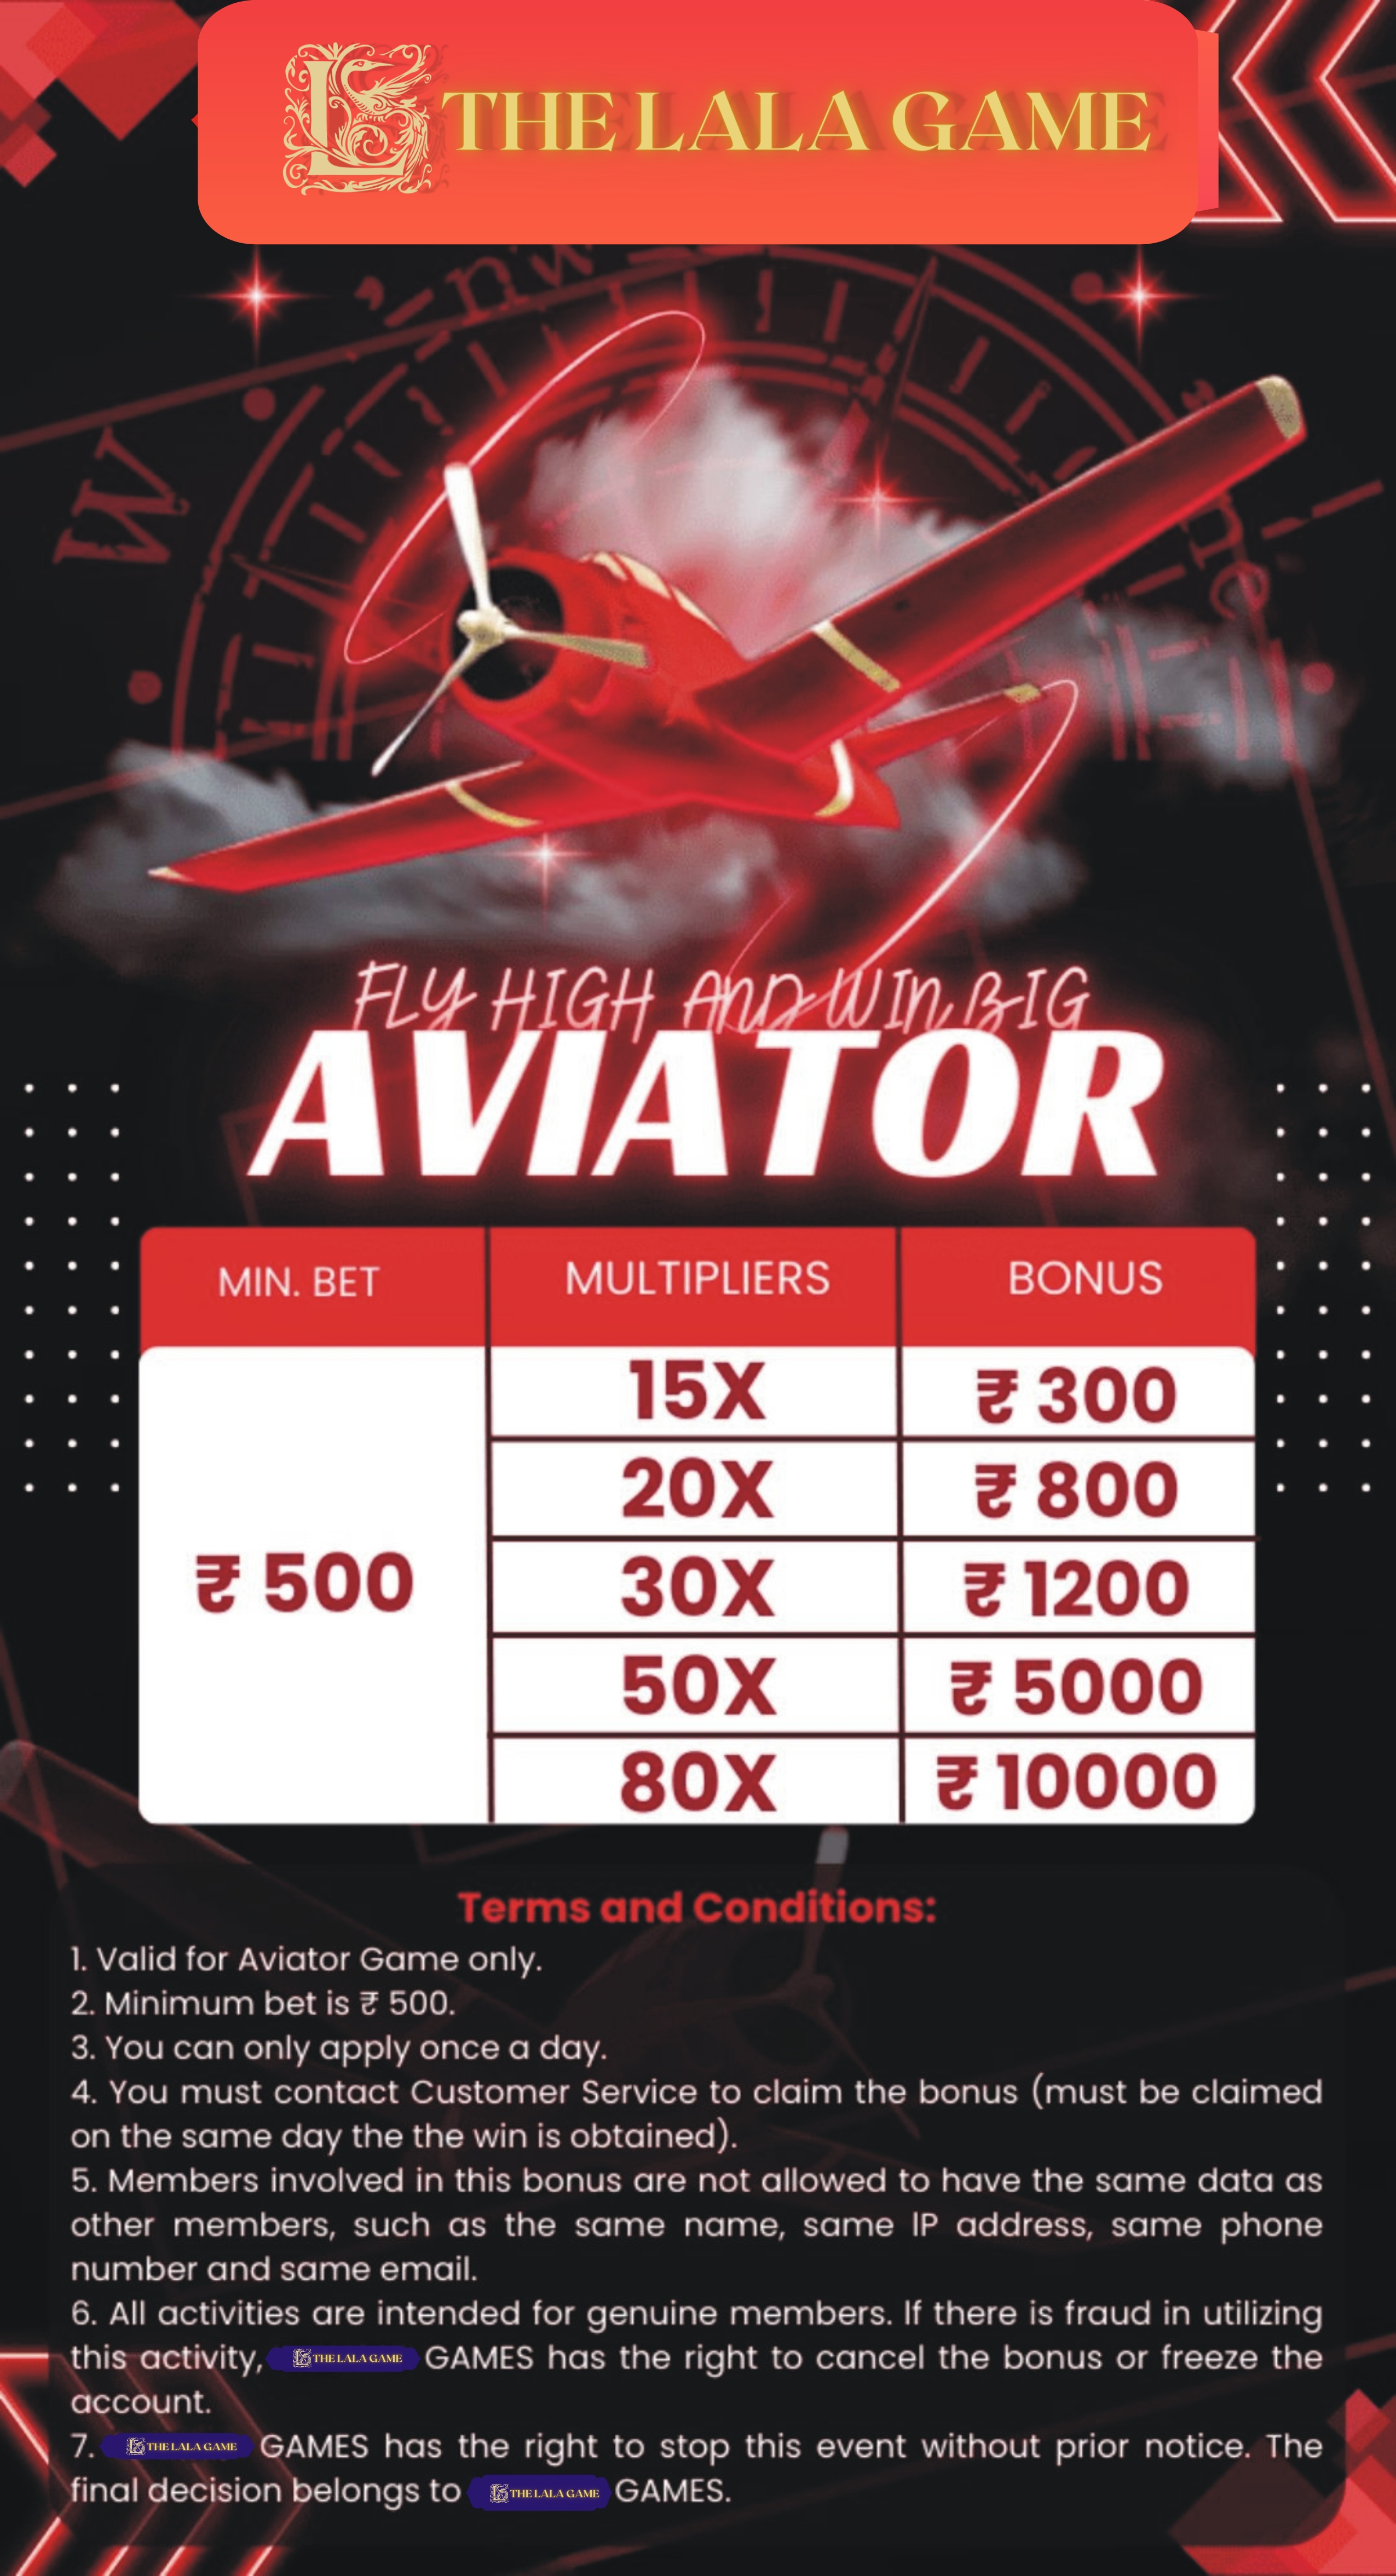 THE LALA GAME
W
FLY HIGH AND WIN BIG
AVIATOR
MIN. BET MULTIPLIERS BONUS
15X ₹ 300
20X ₹ 800
₹ 500 30X ₹ 1200
50X ₹ 5000
80X ₹ 10000
Terms and Conditions:
1. Valid for Aviator Game only.
2. Minimum bet is ₹ 500.
3. You can only apply once a day.
4. You must contact Customer Service to claim the bonus (must be claimed
on the same day the the win is obtained).
5. Members involved in this bonus are not allowed to have the same data as
other members, such as the same name, same IP address, same phone
number and same email.
6. All activities are intended for genuine members. If there is fraud in utilizing
this activity, THE LALA GAME GAMES has the right to cancel the bonus or freeze the
account.
7. THE LALA GAME GAMES has the right to stop this event without prior notice. The
final decision belongs to THE LALA GAME GAMES.